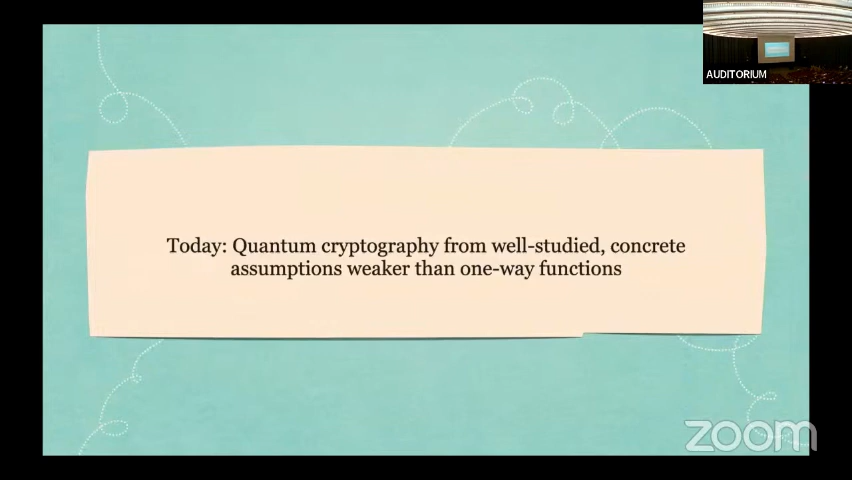 AUDITORIUM
Today: Quantum cryptography from well-studied, concrete
assumptions weaker than one-way functions
zoom